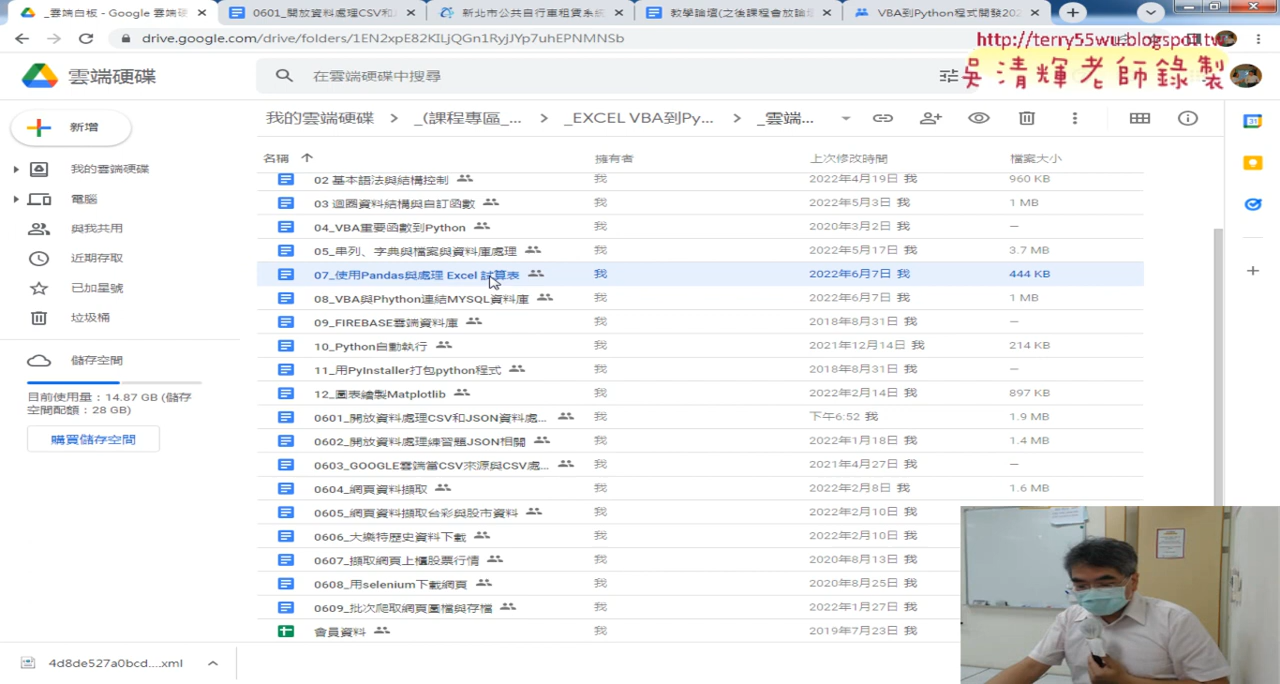 _雲端白板 - Google 雲端硬
0601_開放資料處理CSV和
新北市公共自行車租賃系統
教學論壇(之後課程會放論
VBA到Python程式開發202
drive.google.com/drive/folders/1EN2xpE82KILjQGn1RyjJYp7uhEPNMNSb
http://terry55wu.blogspot.tw
吳清輝老師錄製
雲端硬碟
在雲端硬碟中搜尋
新增
我的雲端硬碟 > _(課程專區_... > _EXCEL VBA到Py... > _雲端...
名稱 擁有者 上次修改時間 檔案大小
我的雲端硬碟
電腦
與我共用
近期存取
已加星號
垃圾桶
儲存空間
目前使用量：14.87 GB (儲存
空間配額：28 GB)
購買儲存空間
02 基本語法與結構控制 我 2022年4月19日 我 960 KB
03 迴圈資料結構與自訂函數 我 2022年5月3日 我 1 MB
04_VBA重要函數到Python 我 2020年3月2日 我 —
05_串列、字典與檔案與資料庫處理 我 2022年5月17日 我 3.7 MB
07_使用Pandas與處理 Excel 試算表 我 2022年6月7日 我 444 KB
08_VBA與Phython連結MYSQL資料庫 我 2022年6月7日 我 1 MB
09_FIREBASE雲端資料庫 我 2018年8月31日 我 —
10_Python自動執行 我 2021年12月14日 我 214 KB
11_用PyInstaller打包python程式 我 2018年8月31日 我 —
12_圖表繪製Matplotlib 我 2022年2月14日 我 897 KB
0601_開放資料處理CSV和JSON資料處... 我 下午6:52 我 1.9 MB
0602_開放資料處理練習題JSON相關 我 2022年1月18日 我 1.4 MB
0603_GOOGLE雲端當CSV來源與CSV處... 我 2021年4月27日 我 —
0604_網頁資料擷取 我 2022年2月8日 我 1.6 MB
0605_網頁資料擷取台彩與股市資料 我 2022年2月10日 我
0606_大樂特歷史資料下載 我 2022年2月10日 我
0607_擷取網頁上櫃股票行情 我 2020年8月13日 我
0608_用selenium下載網頁 我 2020年8月25日 我
0609_批次爬取網頁圖檔與存檔 我 2022年1月27日 我
會員資料 我 2019年7月23日 我
4d8de527a0bcd....xml